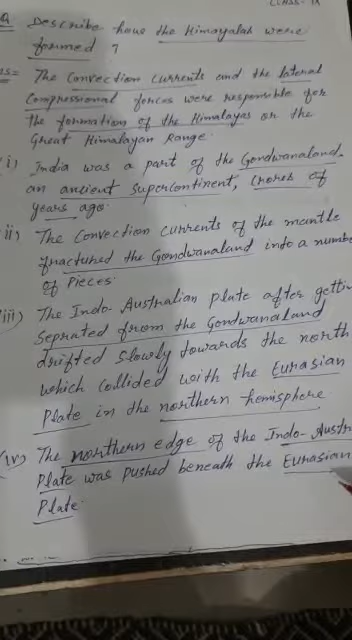 CLASS- IX
Q Describe how the Himayalas were
formed ?
Ans= The Convection Currents and the lateral
Compressional forces were responsible for
the formation of the Himalayas or the
Great Himalayan Range.
i) India was a part of the Gondwanaland,
an ancient Supercontinent, Crores of
years ago.
ii) The Convection Currents of the mantle
fractured the Gondwanaland into a number
of Pieces.
iii) The Indo- Australian plate after getting
seprated from the Gondwanaland
drifted slowly towards the north
which collided with the Eurasian
Plate in the northern hemisphere
(iv) The northern edge of the Indo- Austr
Plate was pushed beneath the Eurasian
Plate.